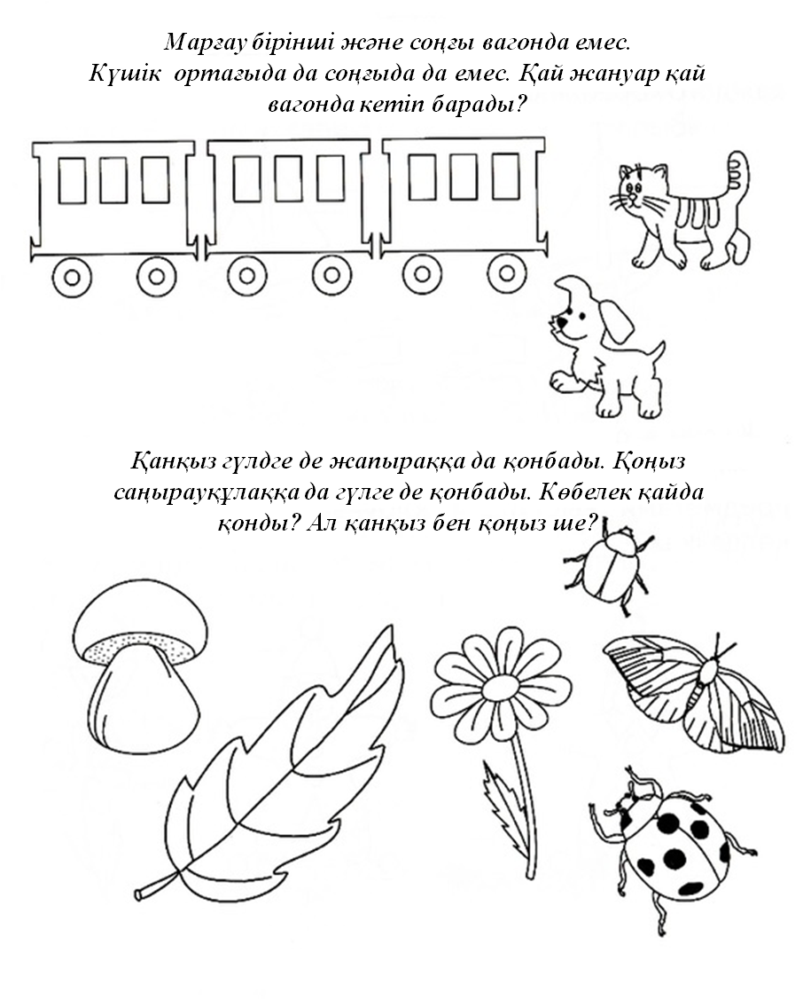 Марғау бірінші және соңғы вагонда емес.
Күшік ортағыда да соңғыда да емес. Қай жануар қай
вагонда кетіп барады?
Қанқыз гүлдге де жапыраққа да қонбады. Қоңыз
саңырауқұлаққа да гүлге де қонбады. Көбелек қайда
қонды? Ал қанқыз бен қоңыз ше?